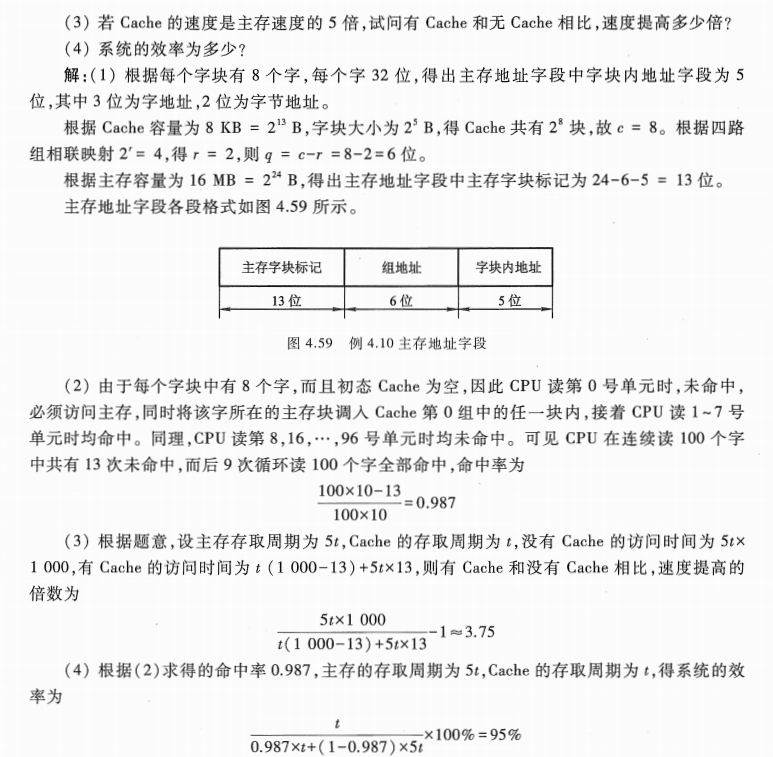 (3) 若 Cache 的速度是主存速度的 5 倍,试问有 Cache 和无 Cache 相比,速度提高多少倍?
(4) 系统的效率为多少?
解:(1) 根据每个字块有 8 个字,每个字 32 位,得出主存地址字段中字块内地址字段为 5
位,其中 3 位为字地址,2 位为字节地址。
根据 Cache 容量为 8 KB = 2¹³ B,字块大小为 2⁵ B,得 Cache 共有 2⁸ 块,故 c = 8。根据四路
组相联映射 2ʳ = 4,得 r = 2,则 q = c-r =8-2=6 位。
根据主存容量为 16 MB = 2²⁴ B,得出主存地址字段中主存字块标记为 24-6-5 = 13 位。
主存地址字段各段格式如图 4.59 所示。
主存字块标记 组地址 字块内地址
13 位 6 位 5 位
图 4.59 例 4.10 主存地址字段
(2) 由于每个字块中有 8 个字,而且初态 Cache 为空,因此 CPU 读第 0 号单元时,未命中,
必须访问主存,同时将该字所在的主存块调入 Cache 第 0 组中的任一块内,接着 CPU 读 1~7 号
单元时均命中。同理,CPU 读第 8,16,…,96 号单元时均未命中。可见 CPU 在连续读 100 个字
中共有 13 次未命中,而后 9 次循环读 100 个字全部命中,命中率为
100×10-13
=0.987
100×10
(3) 根据题意,设主存存取周期为 5t,Cache 的存取周期为 t,没有 Cache 的访问时间为 5t×
1 000,有 Cache 的访问时间为 t (1 000-13)+5t×13,则有 Cache 和没有 Cache 相比,速度提高的
倍数为
5t×1 000
-1≈3.75
t(1 000-13)+5t×13
(4) 根据(2)求得的命中率 0.987,主存的存取周期为 5t,Cache 的存取周期为 t,得系统的效
率为
t
×100%=95%
0.987×t+(1-0.987)×5t